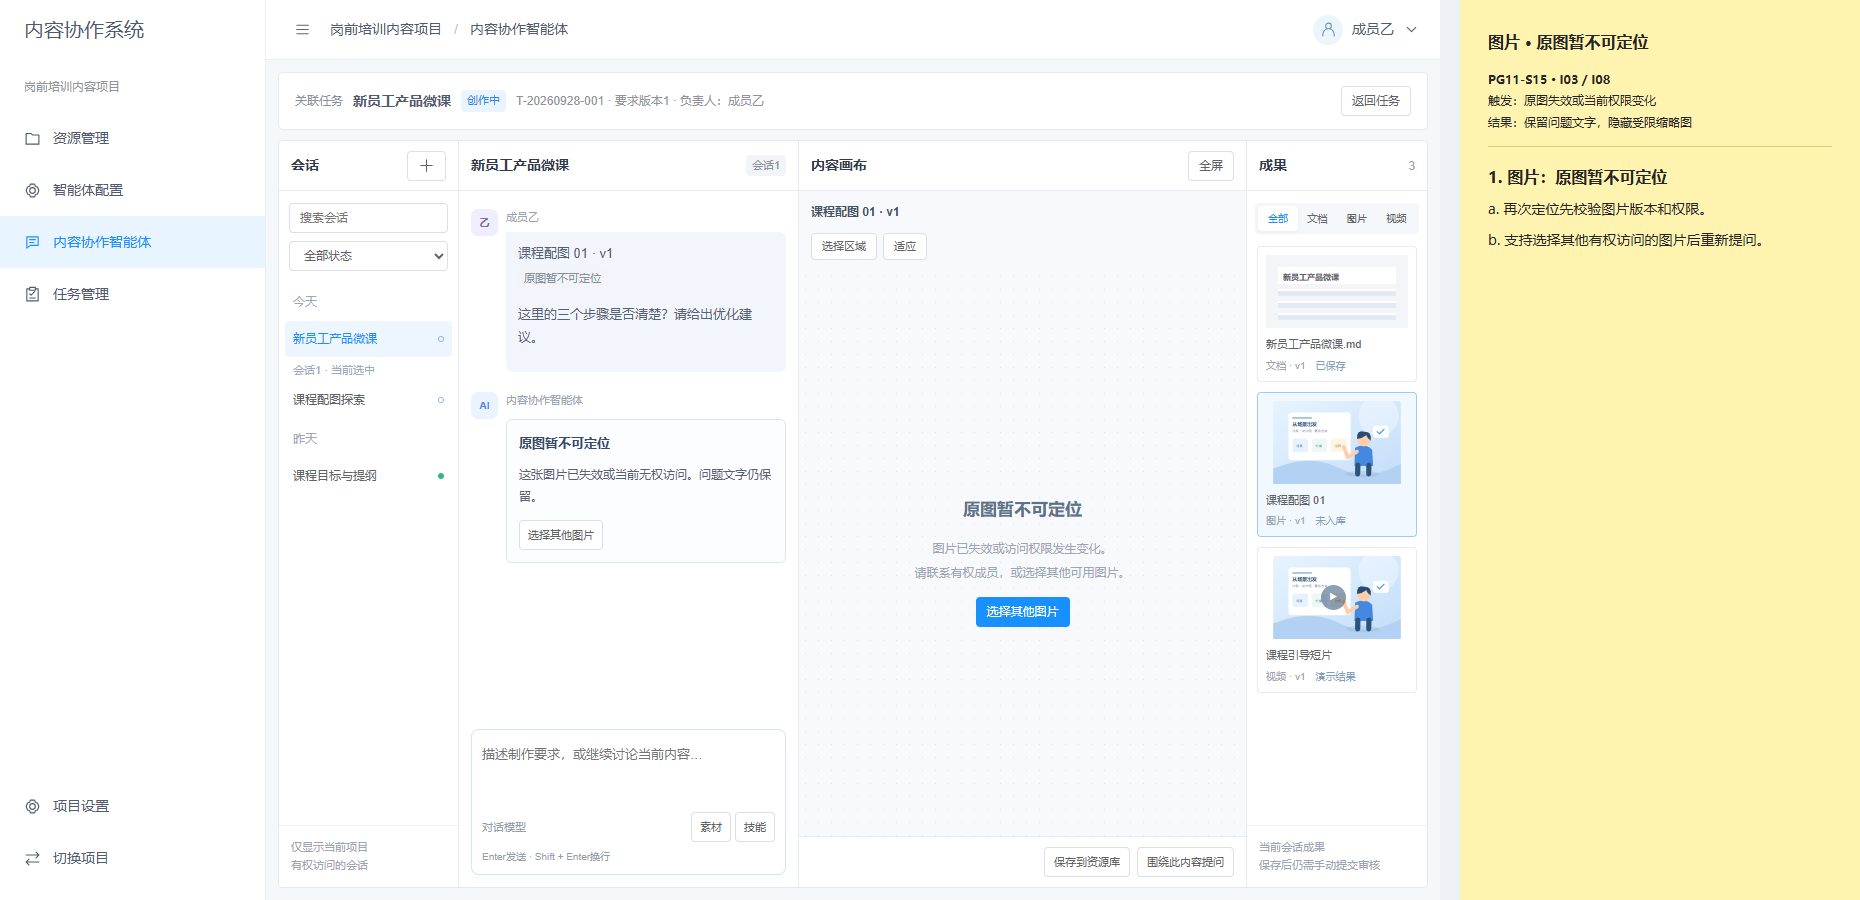 内容协作系统
岗前培训内容项目
资源管理
智能体配置
内容协作智能体
任务管理
项目设置
切换项目
岗前培训内容项目 / 内容协作智能体
成员乙
关联任务 新员工产品微课 创作中 T-20260928-001 · 要求版本1 · 负责人：成员乙
返回任务
会话
搜索会话
全部状态
今天
新员工产品微课
会话1 · 当前选中
课程配图探索
昨天
课程目标与提纲
仅显示当前项目
有权访问的会话
新员工产品微课
会话1
乙
成员乙
课程配图 01 · v1
原图暂不可定位
这里的三个步骤是否清楚？请给出优化建
议。
AI
内容协作智能体
原图暂不可定位
这张图片已失效或当前无权访问。问题文字仍保
留。
选择其他图片
描述制作要求，或继续讨论当前内容…
对话模型
素材
技能
Enter发送 · Shift + Enter换行
内容画布
全屏
课程配图 01 · v1
选择区域
适应
原图暂不可定位
图片已失效或访问权限发生变化。
请联系有权成员，或选择其他可用图片。
选择其他图片
保存到资源库
围绕此内容提问
成果
3
全部
文档
图片
视频
新员工产品微课
新员工产品微课.md
文档 · v1 已保存
从场景出发
课程配图 01
图片 · v1 未入库
从场景出发
课程引导短片
视频 · v1 演示结果
当前会话成果
保存后仍需手动提交审核
图片 • 原图暂不可定位
PG11-S15 • I03 / I08
触发：原图失效或当前权限变化
结果：保留问题文字，隐藏受限缩略图
1. 图片：原图暂不可定位
a. 再次定位先校验图片版本和权限。
b. 支持选择其他有权访问的图片后重新提问。